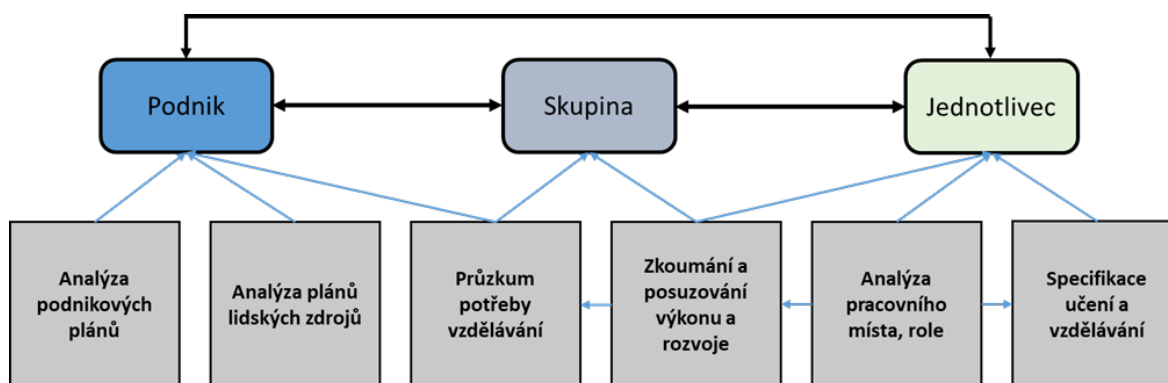 Podnik
Skupina
Jednotlivec
Analýza
podnikových
plánů
Analýza plánů
lidských zdrojů
Průzkum
potřeby
vzdělávání
Zkoumání a
posuzování
výkonu a
rozvoje
Analýza
pracovního
místa, role
Specifikace
učení a
vzdělávání